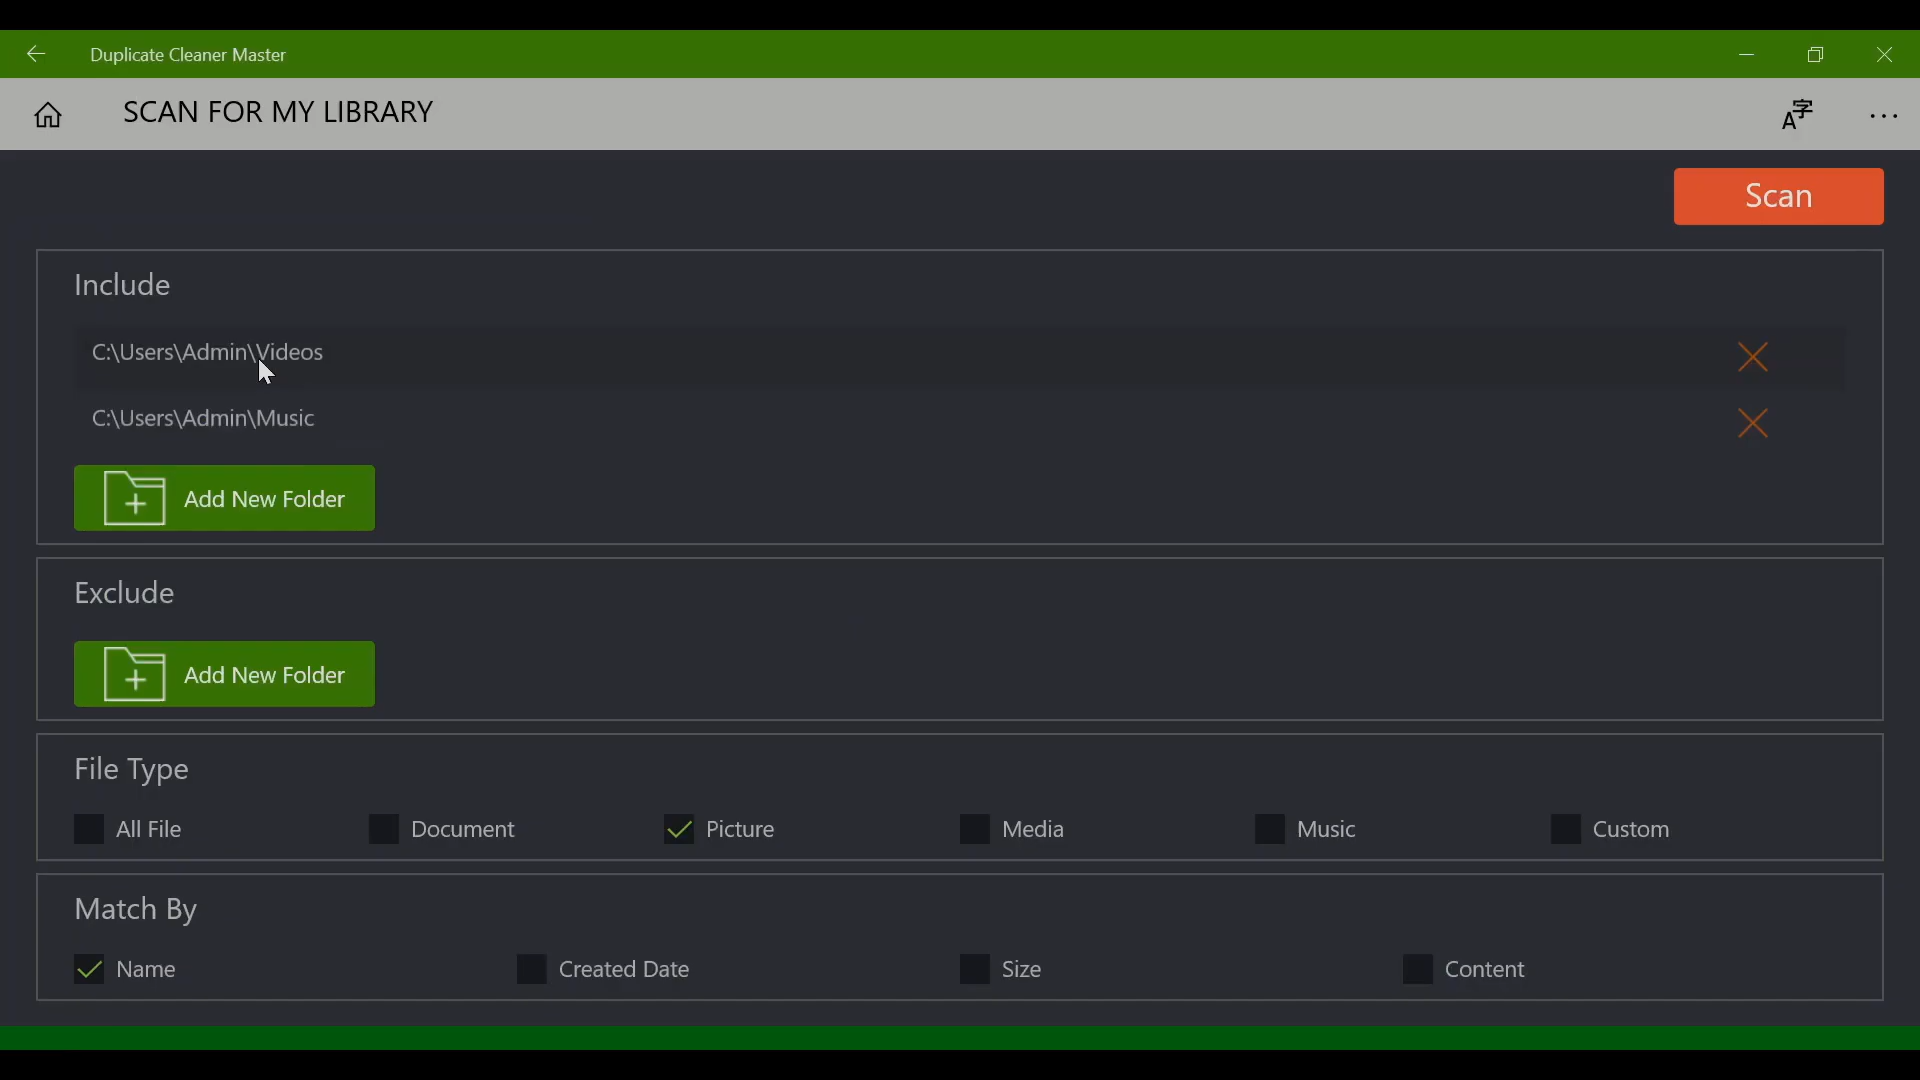 Duplicate Cleaner Master
SCAN FOR MY LIBRARY
A字
...
Scan
Include
C:\Users\Admin\Videos
C:\Users\Admin\Music
Add New Folder
Exclude
Add New Folder
File Type
All File Document Picture Media Music Custom
Match By
Name Created Date Size Content